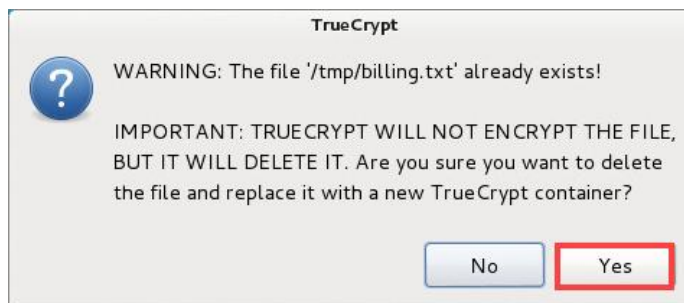 TrueCrypt
WARNING: The file '/tmp/billing.txt' already exists!
IMPORTANT: TRUECRYPT WILL NOT ENCRYPT THE FILE,
BUT IT WILL DELETE IT. Are you sure you want to delete
the file and replace it with a new TrueCrypt container?
No
Yes